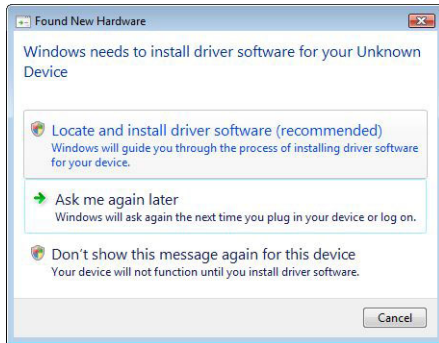 Found New Hardware
Windows needs to install driver software for your Unknown
Device
Locate and install driver software (recommended)
Windows will guide you through the process of installing driver software
for your device.
Ask me again later
Windows will ask again the next time you plug in your device or log on.
Don't show this message again for this device
Your device will not function until you install driver software.
Cancel